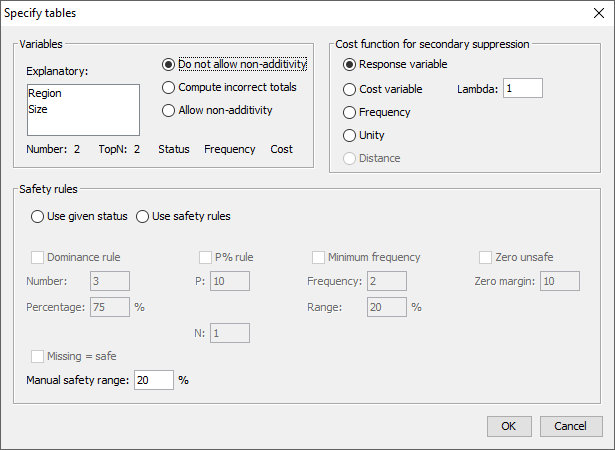 Specify tables
Variables
Explanatory:
Region
Size
Do not allow non-additivity
Compute incorrect totals
Allow non-additivity
Number: 2 TopN: 2 Status Frequency Cost
Cost function for secondary suppression
Response variable
Cost variable Lambda: 1
Frequency
Unity
Distance
Safety rules
Use given status Use safety rules
Dominance rule P% rule Minimum frequency Zero unsafe
Number: 3 P: 10 Frequency: 2 Zero margin: 10
Percentage: 75 % Range: 20 %
N: 1
Missing = safe
Manual safety range: 20 %
OK Cancel